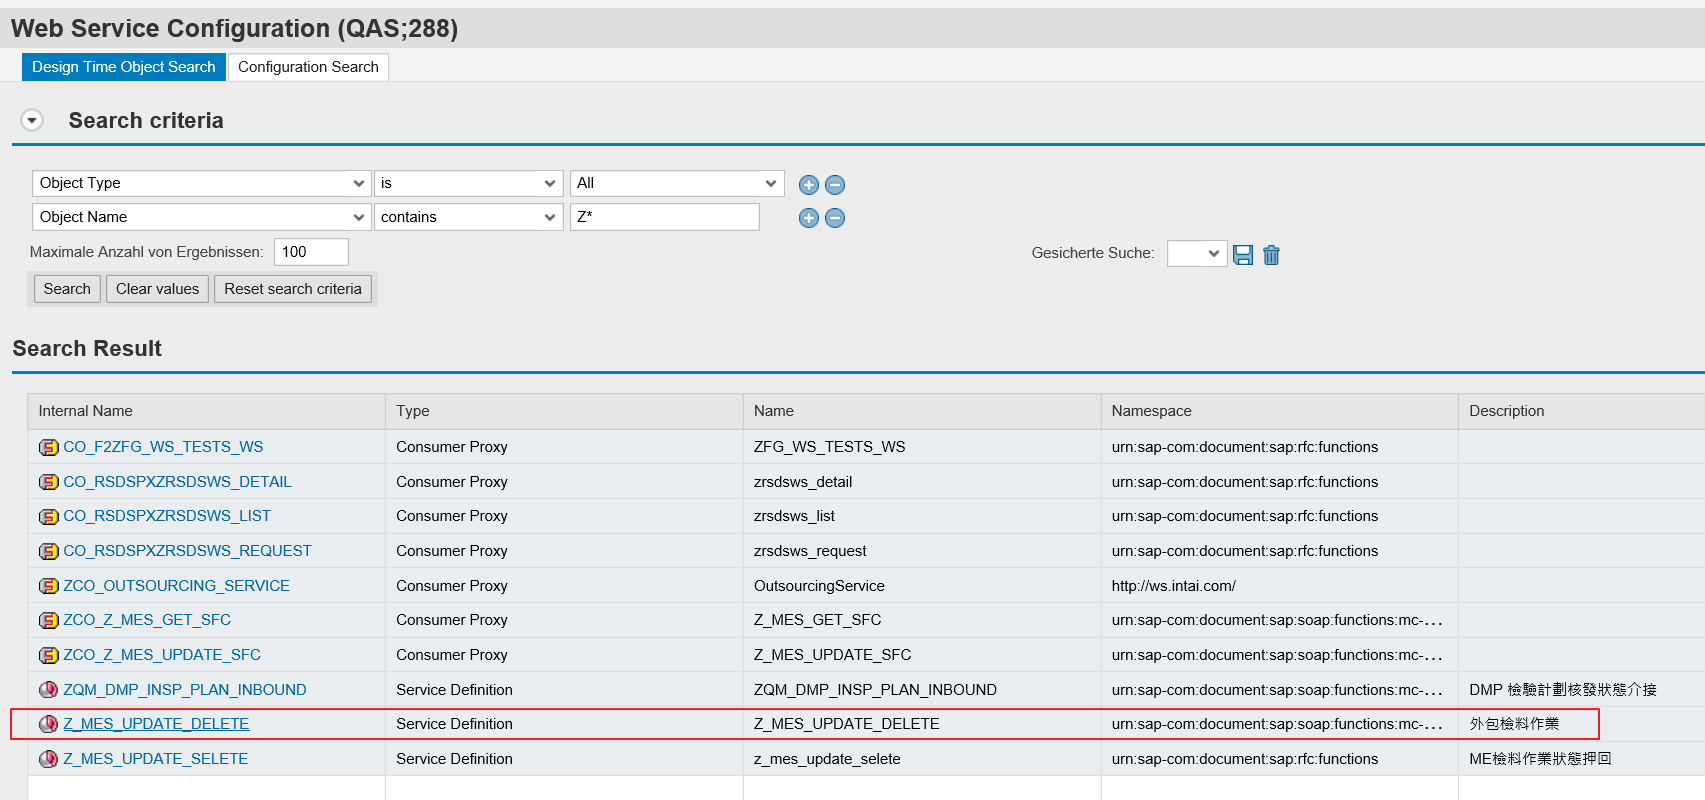 Web Service Configuration (QAS;288)
Design Time Object Search Configuration Search
Search criteria
Object Type is All
Object Name contains Z*
Maximale Anzahl von Ergebnissen: 100 Gesicherte Suche:
Search Clear values Reset search criteria
Search Result
Internal Name Type Name Namespace Description
CO_F2ZFG_WS_TESTS_WS Consumer Proxy ZFG_WS_TESTS_WS urn:sap-com:document:sap:rfc:functions
CO_RSDSPXZRSDSWS_DETAIL Consumer Proxy zrsdsws_detail urn:sap-com:document:sap:rfc:functions
CO_RSDSPXZRSDSWS_LIST Consumer Proxy zrsdsws_list urn:sap-com:document:sap:rfc:functions
CO_RSDSPXZRSDSWS_REQUEST Consumer Proxy zrsdsws_request urn:sap-com:document:sap:rfc:functions
ZCO_OUTSOURCING_SERVICE Consumer Proxy OutsourcingService http://ws.intai.com/
ZCO_Z_MES_GET_SFC Consumer Proxy Z_MES_GET_SFC urn:sap-com:document:sap:soap:functions:mc-...
ZCO_Z_MES_UPDATE_SFC Consumer Proxy Z_MES_UPDATE_SFC urn:sap-com:document:sap:soap:functions:mc-...
ZQM_DMP_INSP_PLAN_INBOUND Service Definition ZQM_DMP_INSP_PLAN_INBOUND urn:sap-com:document:sap:soap:functions:mc-... DMP 檢驗計劃核發狀態介接
Z_MES_UPDATE_DELETE Service Definition Z_MES_UPDATE_DELETE urn:sap-com:document:sap:soap:functions:mc-... 外包檢料作業
Z_MES_UPDATE_SELETE Service Definition z_mes_update_selete urn:sap-com:document:sap:rfc:functions ME檢料作業狀態押回